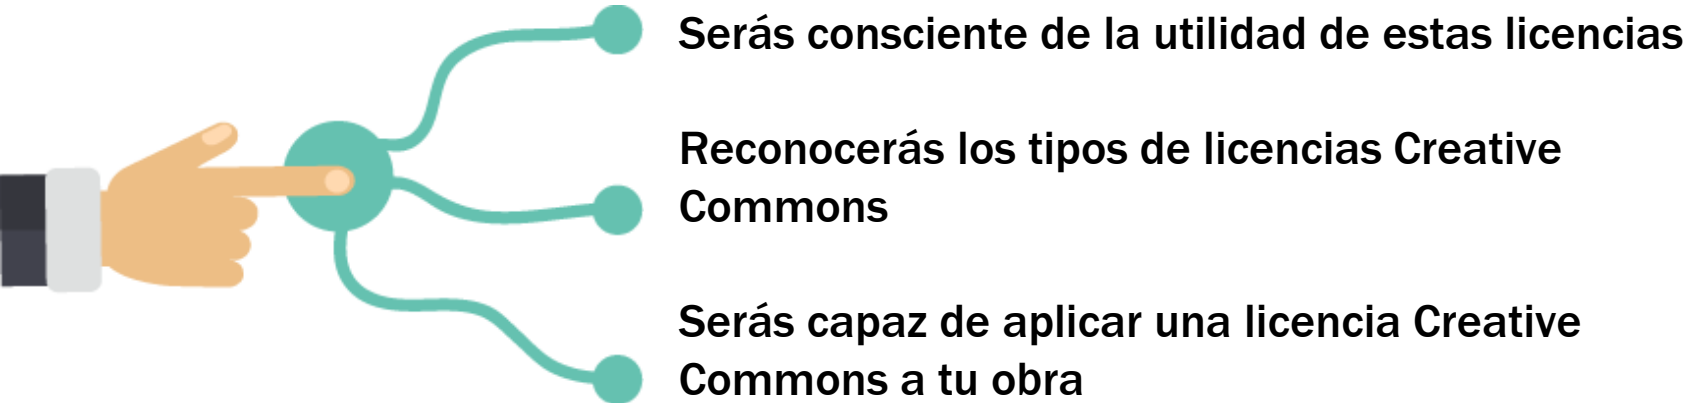 Serás consciente de la utilidad de estas licencias
Reconocerás los tipos de licencias Creative
Commons
Serás capaz de aplicar una licencia Creative
Commons a tu obra